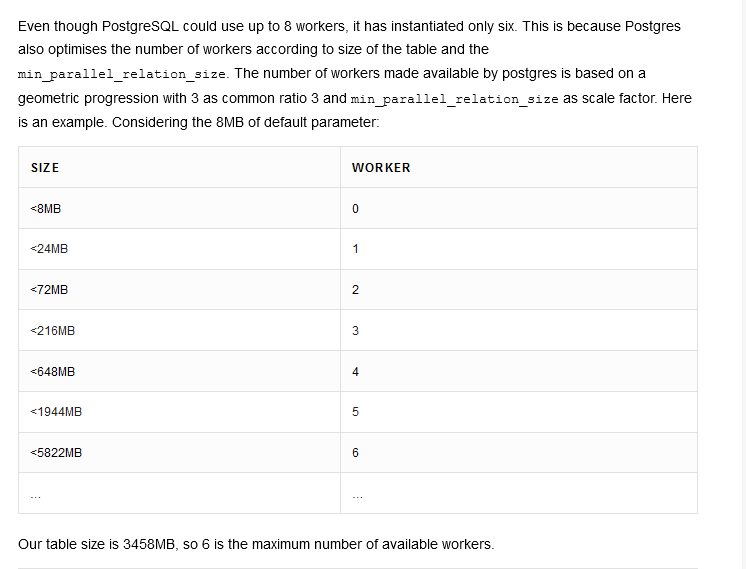 Even though PostgreSQL could use up to 8 workers, it has instantiated only six. This is because Postgres
also optimises the number of workers according to size of the table and the
min_parallel_relation_size. The number of workers made available by postgres is based on a
geometric progression with 3 as common ratio 3 and min_parallel_relation_size as scale factor. Here
is an example. Considering the 8MB of default parameter:
SIZE WORKER
<8MB 0
<24MB 1
<72MB 2
<216MB 3
<648MB 4
<1944MB 5
<5822MB 6
... ...
Our table size is 3458MB, so 6 is the maximum number of available workers.